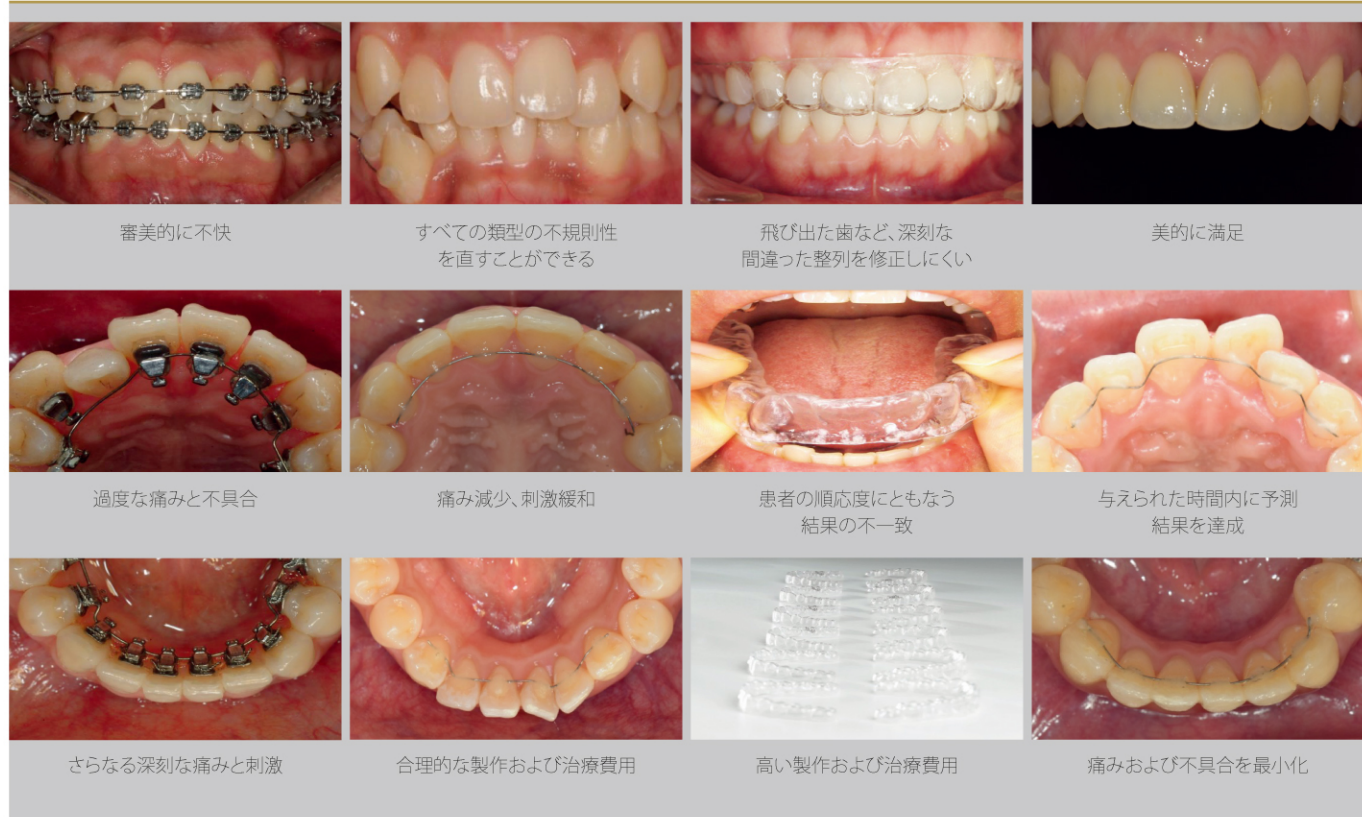 審美的に不快
すべての類型の不規則性
を直すことができる
飛び出た歯など、深刻な
間違った整列を修正しにくい
美的に満足
過度な痛みと不具合
痛み減少、刺激緩和
患者の順応度にともなう
結果の不一致
与えられた時間内に予測
結果を達成
さらなる深刻な痛みと刺激
合理的な製作および治療費用
高い製作および治療費用
痛みおよび不具合を最小化